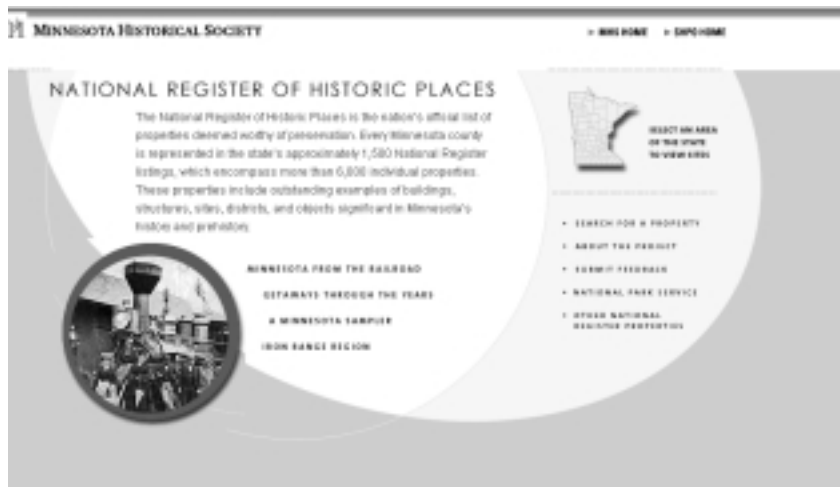 MINNESOTA HISTORICAL SOCIETY
> MHS HOME > SHPO HOME
NATIONAL REGISTER OF HISTORIC PLACES
The National Register of Historic Places is the nation's official list of
properties deemed worthy of preservation. Every Minnesota county
is represented in the state's approximately 1,500 National Register
listings, which encompass more than 6,000 individual properties.
These properties include outstanding examples of buildings,
structures, sites, districts, and objects significant in Minnesota's
history and prehistory.
SELECT AN AREA
OF THE STATE
TO VIEW SITES
MINNESOTA FROM THE RAILROAD
GETAWAYS THROUGH THE YEARS
A MINNESOTA SAMPLER
IRON RANGE REGION
SEARCH FOR A PROPERTY
ABOUT THE PROJECT
SUBMIT FEEDBACK
NATIONAL PARK SERVICE
OTHER NATIONAL
REGISTER PROPERTIES